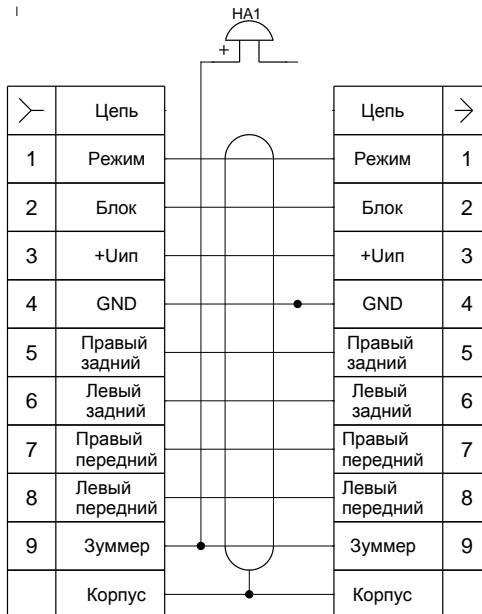 HA1
+
Цепь Цепь
1 Режим Режим 1
2 Блок Блок 2
3 +Uип +Uип 3
4 GND GND 4
5 Правый задний Правый задний 5
6 Левый задний Левый задний 6
7 Правый передний Правый передний 7
8 Левый передний Левый передний 8
9 Зуммер Зуммер 9
Корпус Корпус